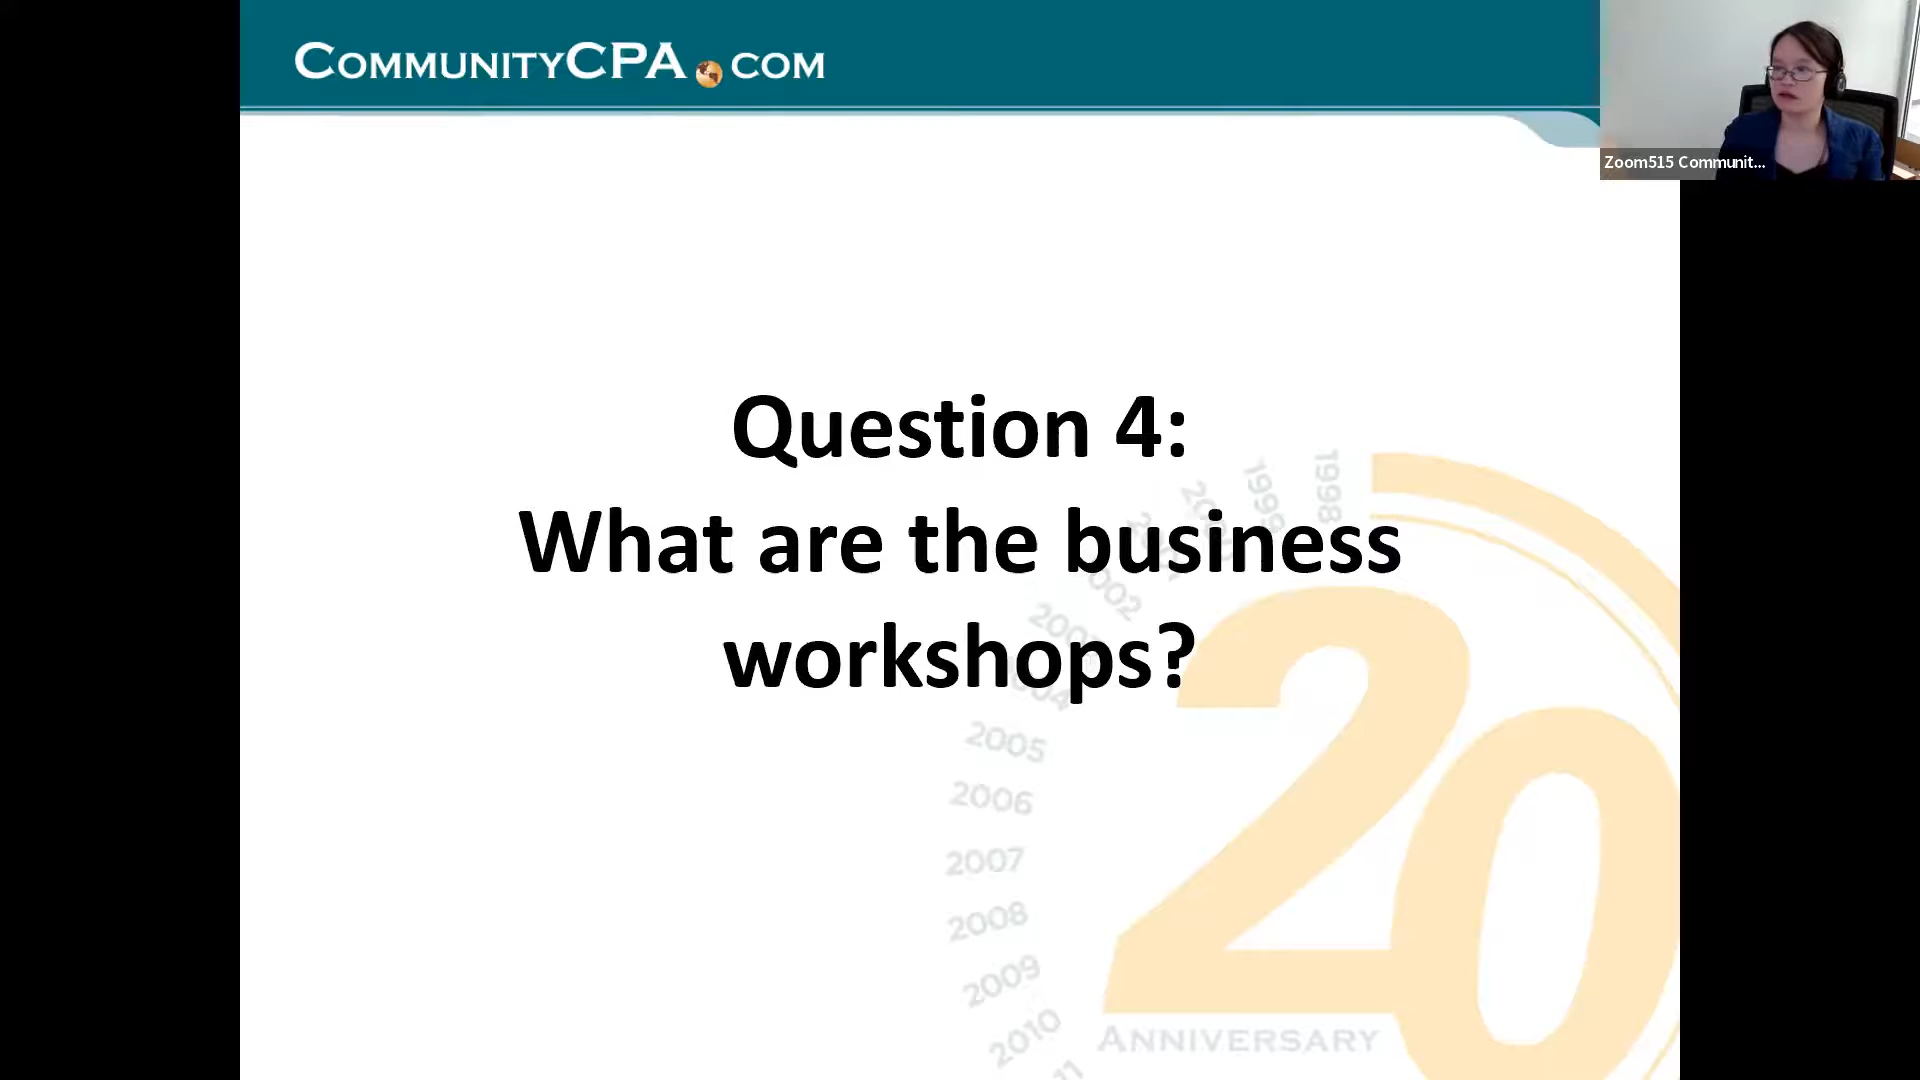 COMMUNITYCPA.COM
Zoom515 Communit...
Question 4:
What are the business
workshops?
1998
1999
2005
2006
2007
2008
2009
2010
20
ANNIVERSARY